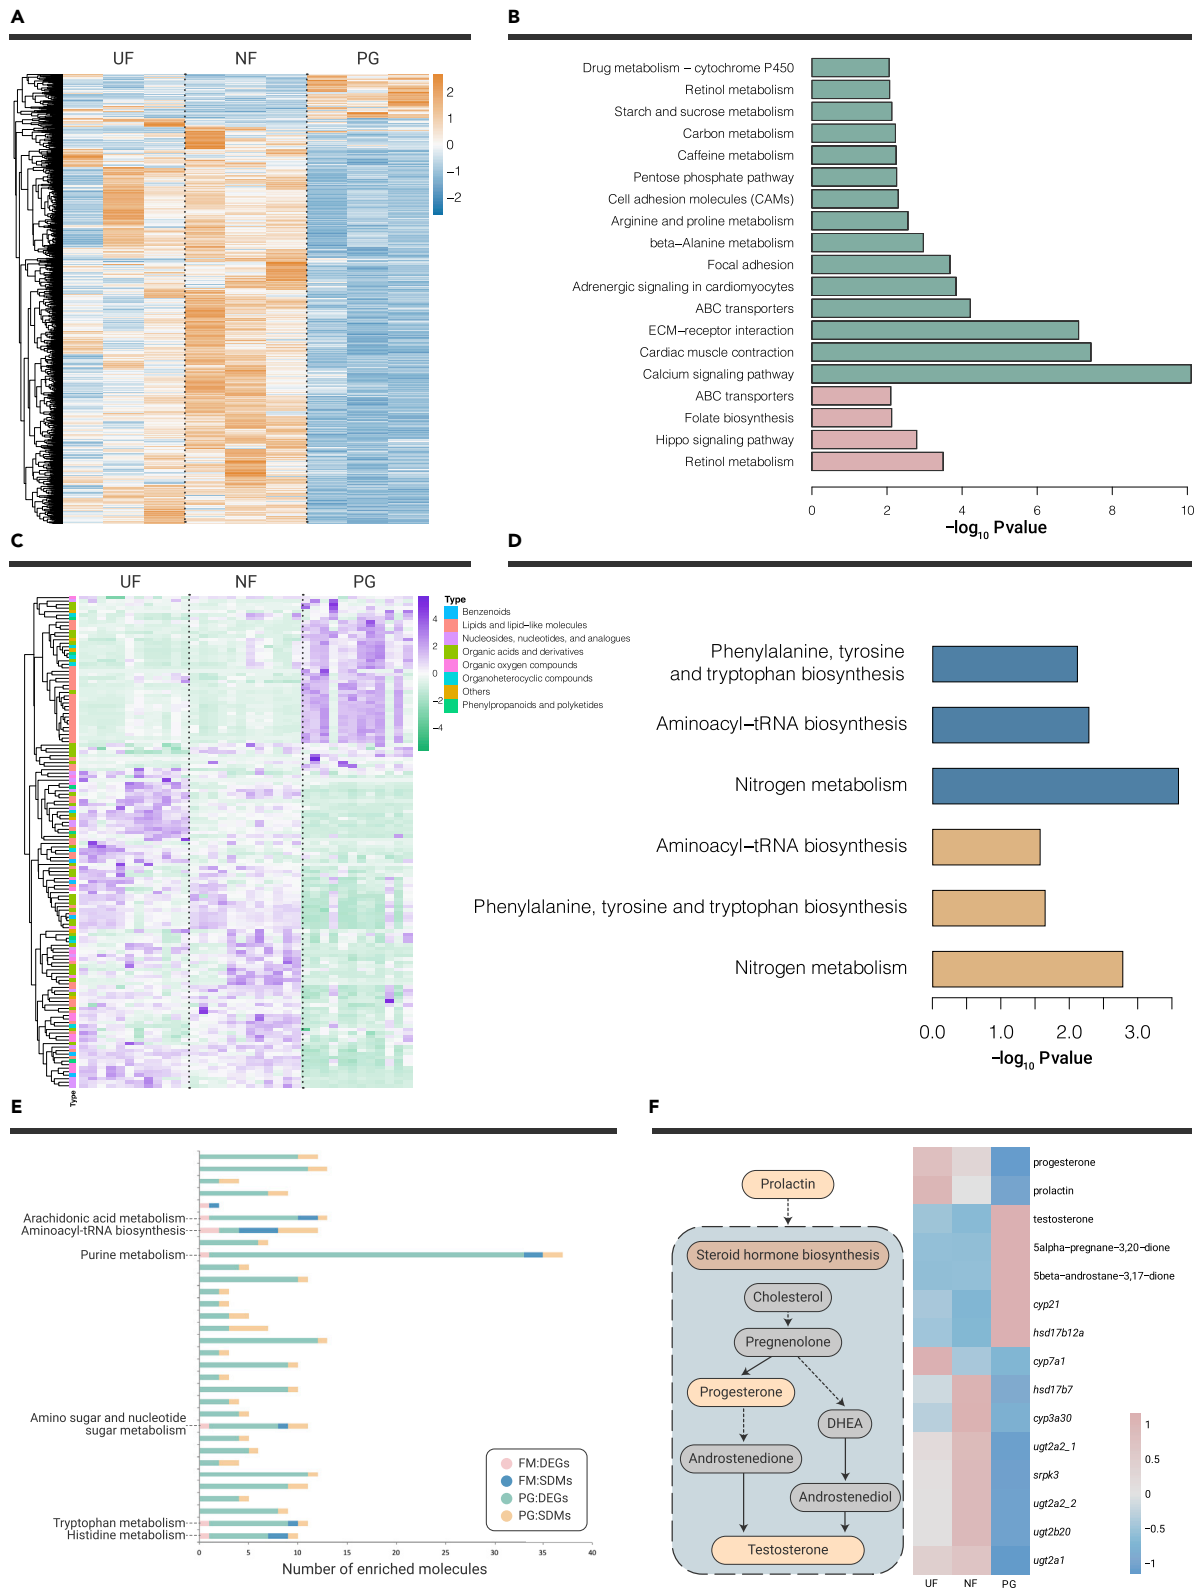 A
UF NF PG
2
1
0
−1
−2
B
Drug metabolism − cytochrome P450
Retinol metabolism
Starch and sucrose metabolism
Carbon metabolism
Caffeine metabolism
Pentose phosphate pathway
Cell adhesion molecules (CAMs)
Arginine and proline metabolism
beta−Alanine metabolism
Focal adhesion
Adrenergic signaling in cardiomyocytes
ABC transporters
ECM−receptor interaction
Cardiac muscle contraction
Calcium signaling pathway
ABC transporters
Folate biosynthesis
Hippo signaling pathway
Retinol metabolism
0 2 4 6 8 10
−log10 Pvalue
C
UF NF PG
4
2
0
−2
−4
Type
Benzenoids
Lipids and lipid−like molecules
Nucleosides, nucleotides, and analogues
Organic acids and derivatives
Organic oxygen compounds
Organoheterocyclic compounds
Others
Phenylpropanoids and polyketides
Type
D
Phenylalanine, tyrosine
and tryptophan biosynthesis
Aminoacyl−tRNA biosynthesis
Nitrogen metabolism
Aminoacyl−tRNA biosynthesis
Phenylalanine, tyrosine and tryptophan biosynthesis
Nitrogen metabolism
0.0 1.0 2.0 3.0
−log10 Pvalue
E
Arachidonic acid metabolism
Aminoacyl-tRNA biosynthesis
Purine metabolism
Amino sugar and nucleotide
sugar metabolism
Tryptophan metabolism
Histidine metabolism
FM:DEGs
FM:SDMs
PG:DEGs
PG:SDMs
0 5 10 15 20 25 30 35 40
Number of enriched molecules
F
Prolactin
Steroid hormone biosynthesis
Cholesterol
Pregnenolone
Progesterone
DHEA
Androstenedione
Androstenediol
Testosterone
progesterone
prolactin
testosterone
5alpha-pregnane-3,20-dione
5beta-androstane-3,17-dione
cyp21
hsd17b12a
cyp7a1
hsd17b7
cyp3a30
ugt2a2_1
srpk3
ugt2a2_2
ugt2b20
ugt2a1
UF NF PG
1
0.5
0
−0.5
−1